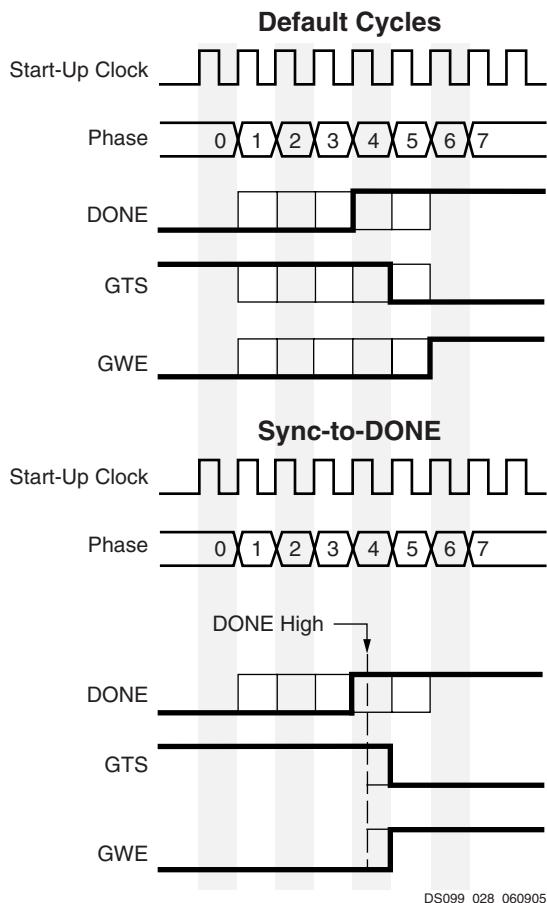 Default Cycles
Start-Up Clock
Phase 0 1 2 3 4 5 6 7
DONE
GTS
GWE
Sync-to-DONE
Start-Up Clock
Phase 0 1 2 3 4 5 6 7
DONE High
DONE
GTS
GWE
DS099_028_060905